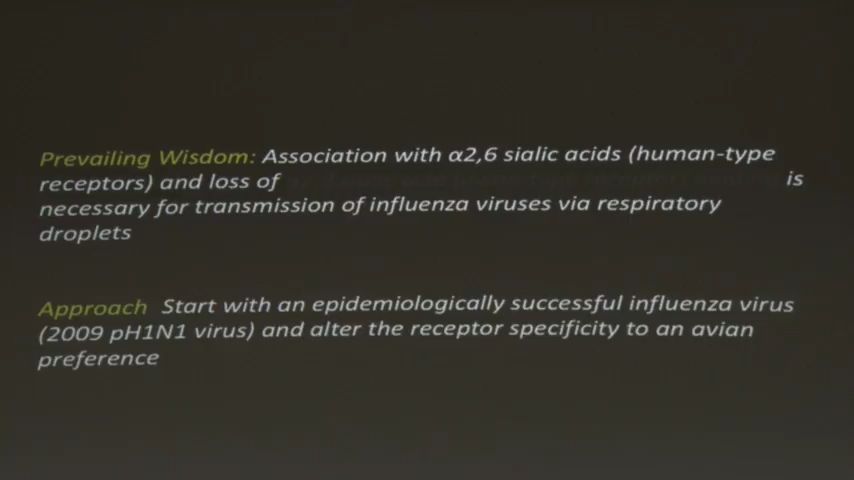 Prevailing Wisdom: Association with α2,6 sialic acids (human-type
receptors) and loss of is
necessary for transmission of influenza viruses via respiratory
droplets
Approach Start with an epidemiologically successful influenza virus
(2009 pH1N1 virus) and alter the receptor specificity to an avian
preference